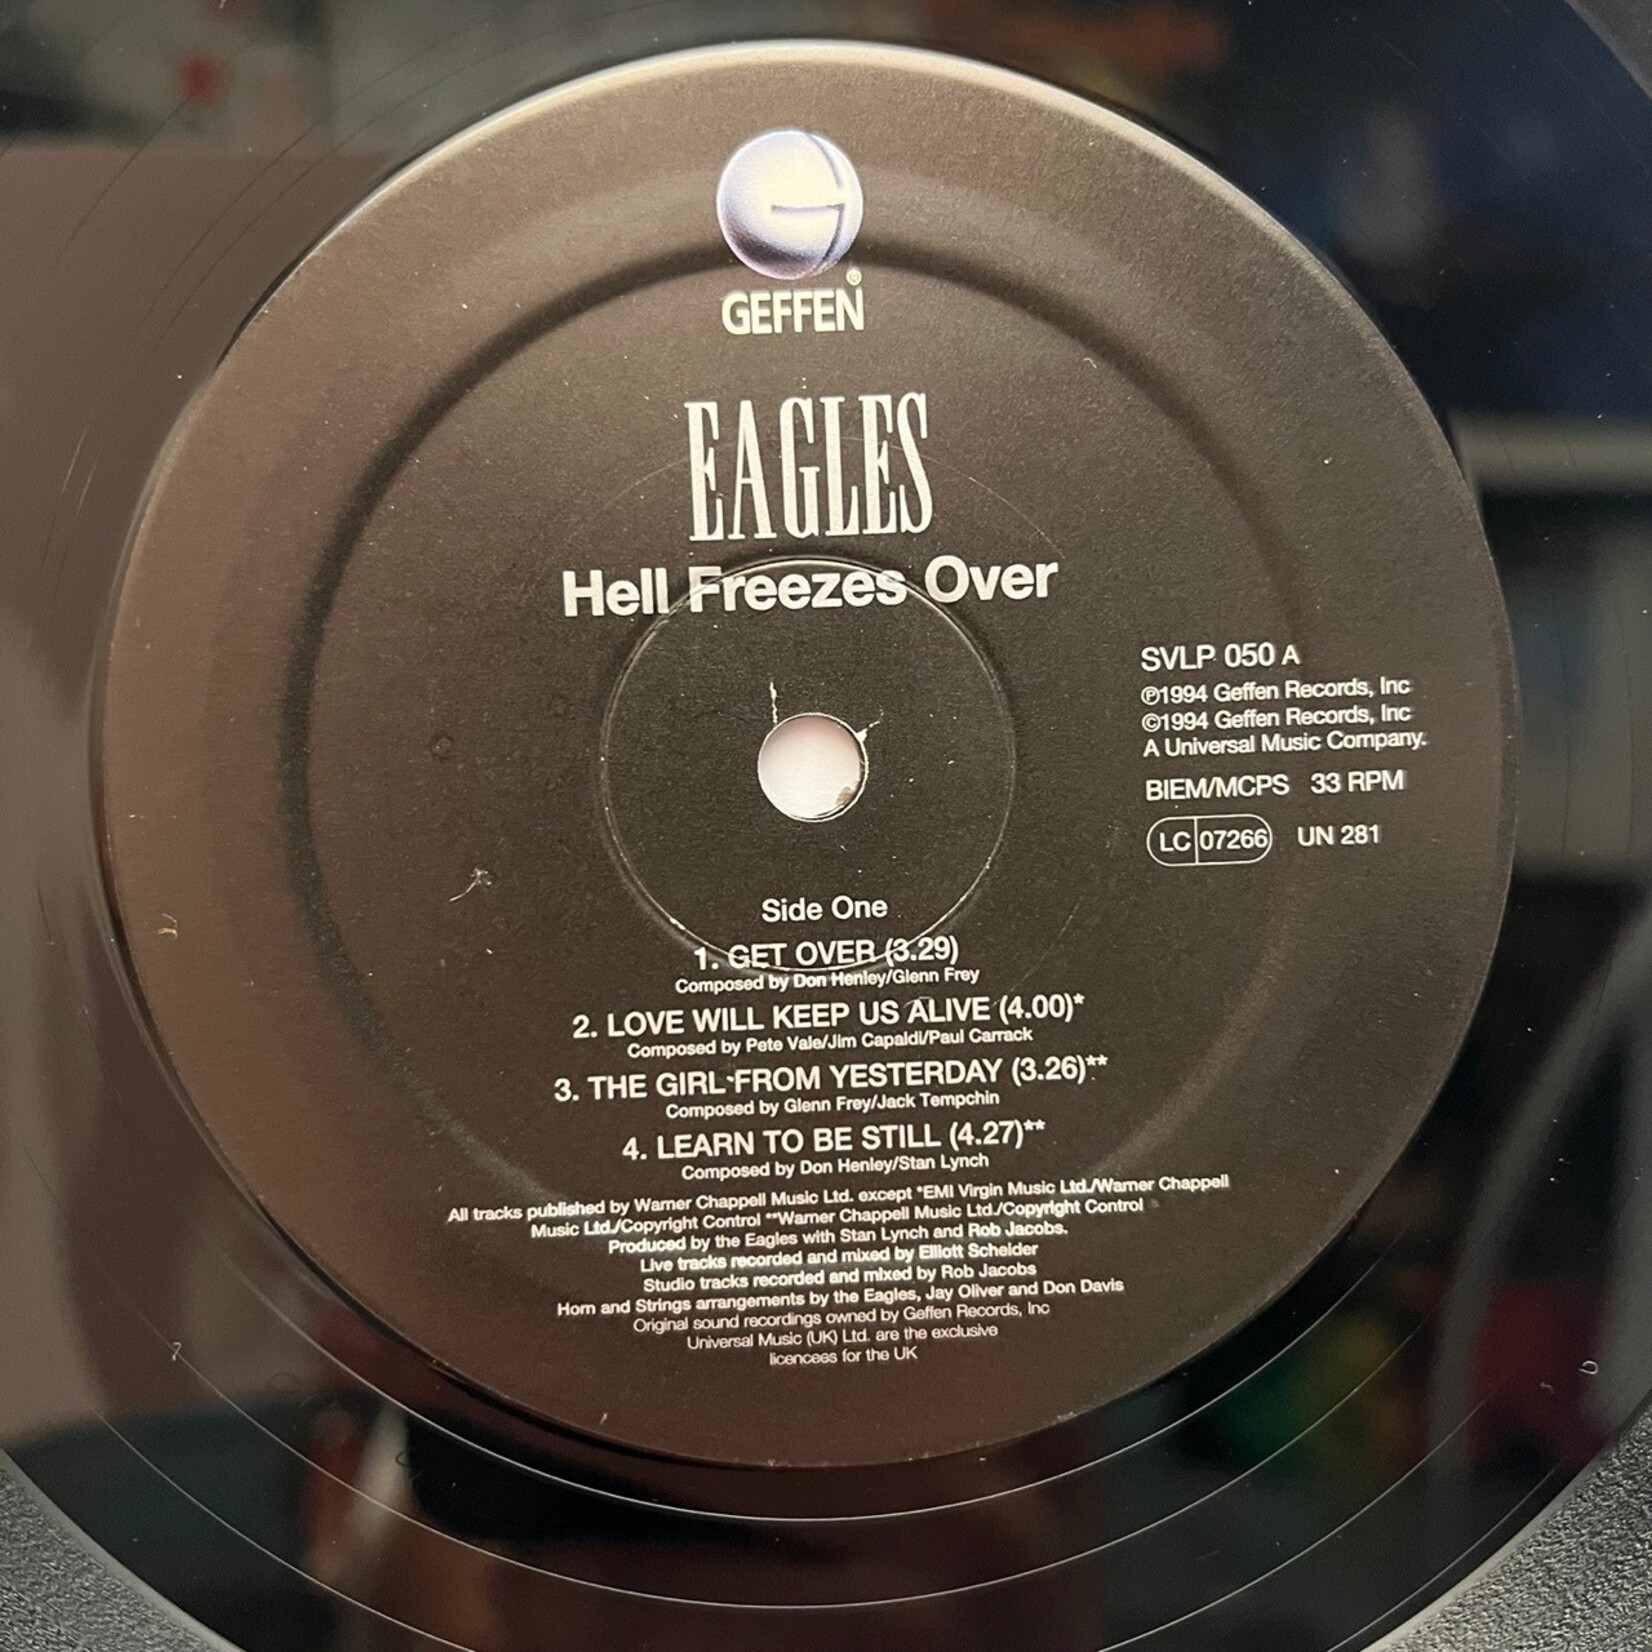 GEFFEN®
EAGLES
Hell Freezes Over
SVLP 050 A
℗1994 Geffen Records, Inc
©1994 Geffen Records, Inc
A Universal Music Company.
BIEM/MCPS 33 RPM
LC 07266 UN 281
Side One
1. GET OVER (3.29)
Composed by Don Henley/Glenn Frey
2. LOVE WILL KEEP US ALIVE (4.00)*
Composed by Pete Vale/Jim Capaldi/Paul Carrack
3. THE GIRL FROM YESTERDAY (3.26)**
Composed by Glenn Frey/Jack Tempchin
4. LEARN TO BE STILL (4.27)**
Composed by Don Henley/Stan Lynch
All tracks published by Warner Chappell Music Ltd. except *EMI Virgin Music Ltd./Warner Chappell
Music Ltd./Copyright Control **Warner Chappell Music Ltd./Copyright Control
Produced by the Eagles with Stan Lynch and Rob Jacobs.
Live tracks recorded and mixed by Elliott Scheider
Studio tracks recorded and mixed by Rob Jacobs
Horn and Strings arrangements by the Eagles, Jay Oliver and Don Davis
Original sound recordings owned by Geffen Records, Inc
Universal Music (UK) Ltd. are the exclusive
licencees for the UK